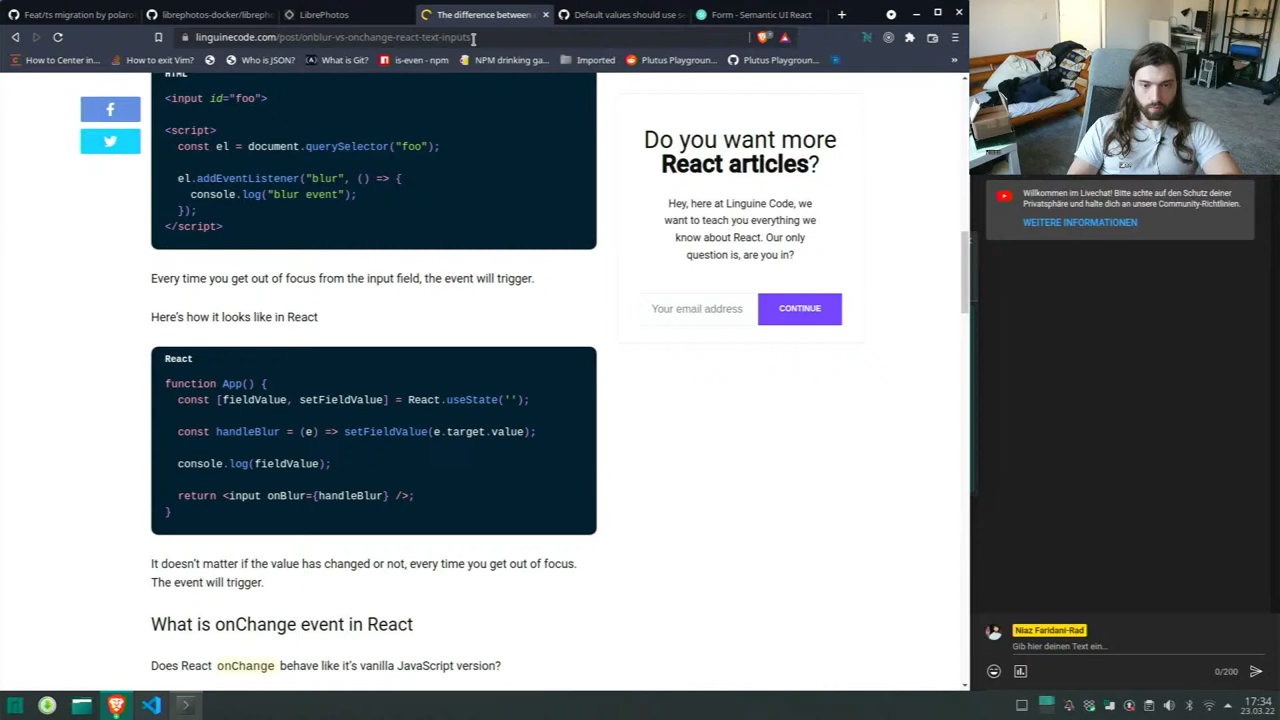 Feat/ts migration by polaron
librephotos-docker/libreph
LibrePhotos
The difference between
Default values should use se
Form - Semantic UI React
linguinecode.com/post/onblur-vs-onchange-react-text-inputs
How to Center in...
How to exit Vim?
Who is JSON?
What is Git?
is-even - npm
NPM drinking ga...
Imported
Plutus Playgroun...
Plutus Playgroun...
HTML
<input id="foo">
<script>
const el = document.querySelector("foo");
el.addEventListener("blur", () => {
console.log("blur event");
});
</script>
Every time you get out of focus from the input field, the event will trigger.
Here's how it looks like in React
React
function App() {
const [fieldValue, setFieldValue] = React.useState('');
const handleBlur = (e) => setFieldValue(e.target.value);
console.log(fieldValue);
return <input onBlur={handleBlur} />;
}
It doesn't matter if the value has changed or not, every time you get out of focus.
The event will trigger.
What is onChange event in React
Does React onChange behave like it's vanilla JavaScript version?
Do you want more
React articles?
Hey, here at Linguine Code, we
want to teach you everything we
know about React. Our only
question is, are you in?
Your email address
CONTINUE
Willkommen im Livechat! Bitte achte auf den Schutz deiner
Privatsphäre und halte dich an unsere Community-Richtlinien.
WEITERE INFORMATIONEN
Niaz Faridani-Rad
Gib hier deinen Text ein...
0/200
17:34
23.03.22